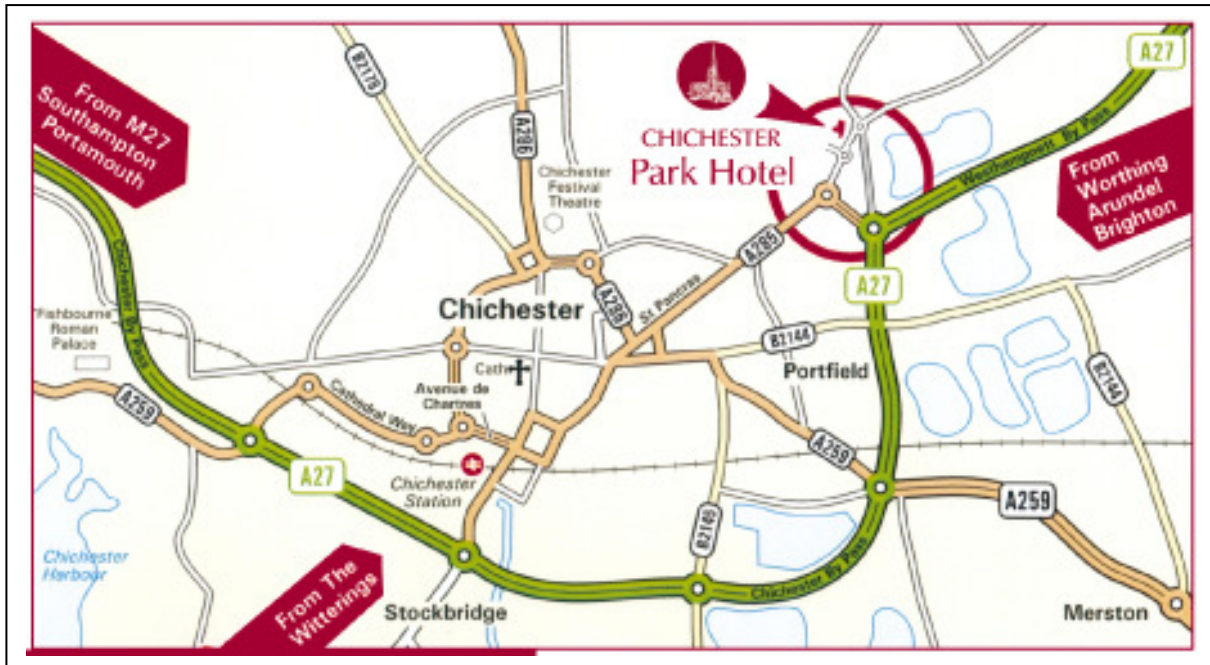 From M27
Southampton
Portsmouth
B2178
A286
Chichester
Festival
Theatre
CHICHESTER
Park Hotel
A27
Westhampnett By Pass
From
Worthing
Arundel
Brighton
A285
A27
Chichester By Pass
Chichester
A286
St Pancras
Fishbourne
Roman
Palace
B2144
Portfield
B2144
Cath
Avenue de
Chartres
Cathedral Way
A259
A259
A27
Chichester
Station
A259
B2145
Chichester
Harbour
Chichester By Pass
From The
Witterings
Stockbridge
Merston